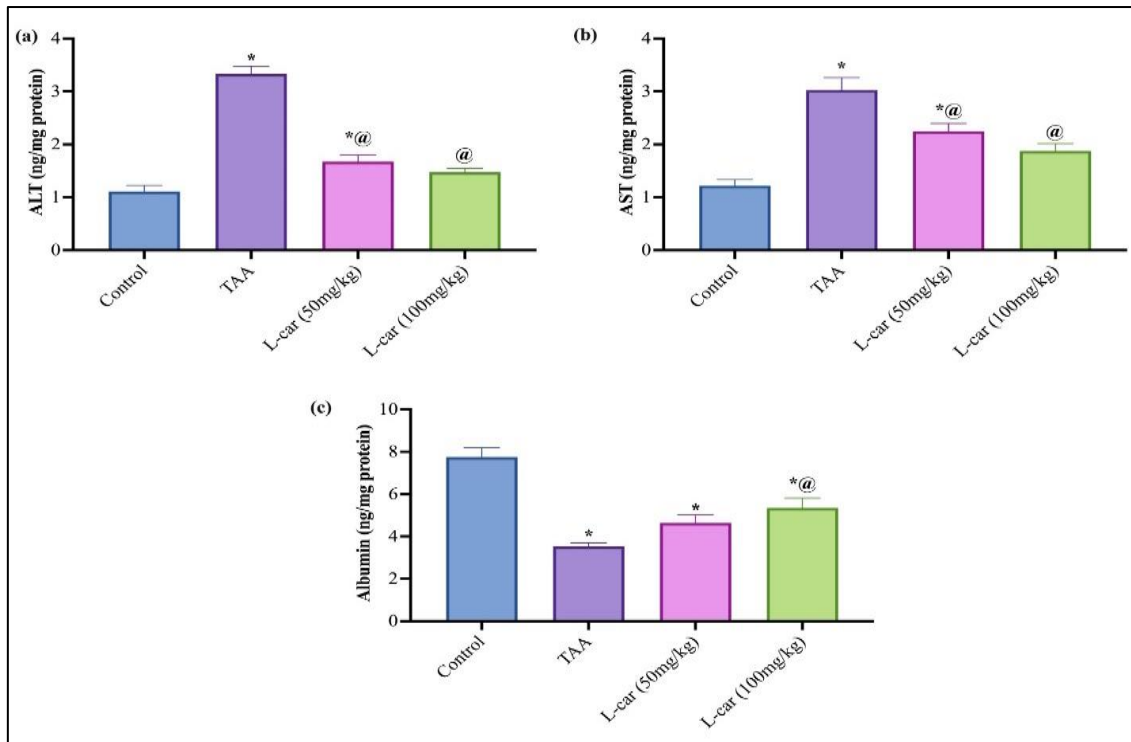 (a)
ALT (ng/mg protein)
4
3
2
1
0
*
*@
@
Control
TAA
L-car (50mg/kg)
L-car (100mg/kg)
(b)
AST (ng/mg protein)
4
3
2
1
0
*
*@
@
Control
TAA
L-car (50mg/kg)
L-car (100mg/kg)
(c)
Albumin (ng/mg protein)
10
8
6
4
2
0
*
*
*@
Control
TAA
L-car (50mg/kg)
L-car (100mg/kg)